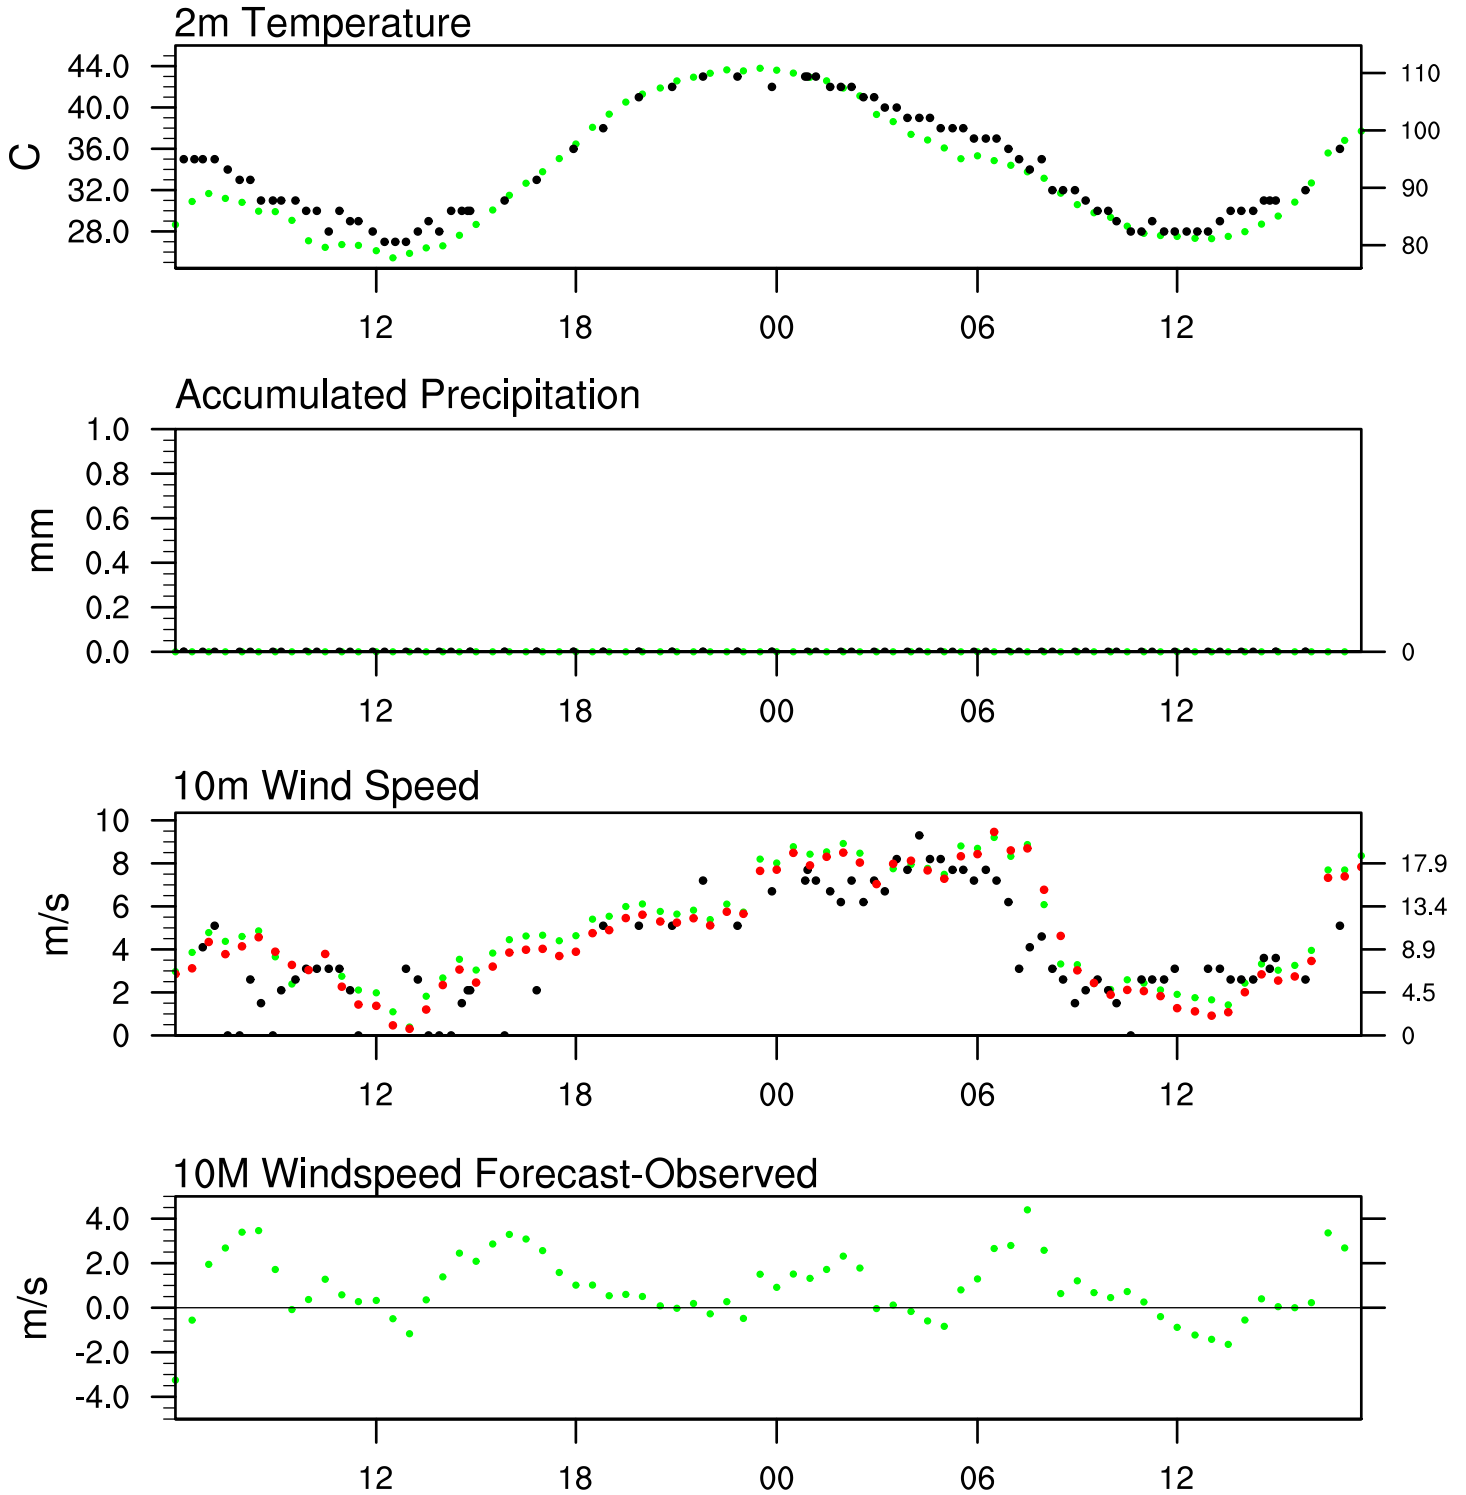 2m Temperature
44.0
40.0
36.0
32.0
28.0
C
110
100
90
80
12 18 00 06 12
Accumulated Precipitation
1.0
0.8
0.6
0.4
0.2
0.0
mm
0
12 18 00 06 12
10m Wind Speed
10
8
6
4
2
0
m/s
17.9
13.4
8.9
4.5
0
12 18 00 06 12
10M Windspeed Forecast-Observed
4.0
2.0
0.0
-2.0
-4.0
m/s
12 18 00 06 12